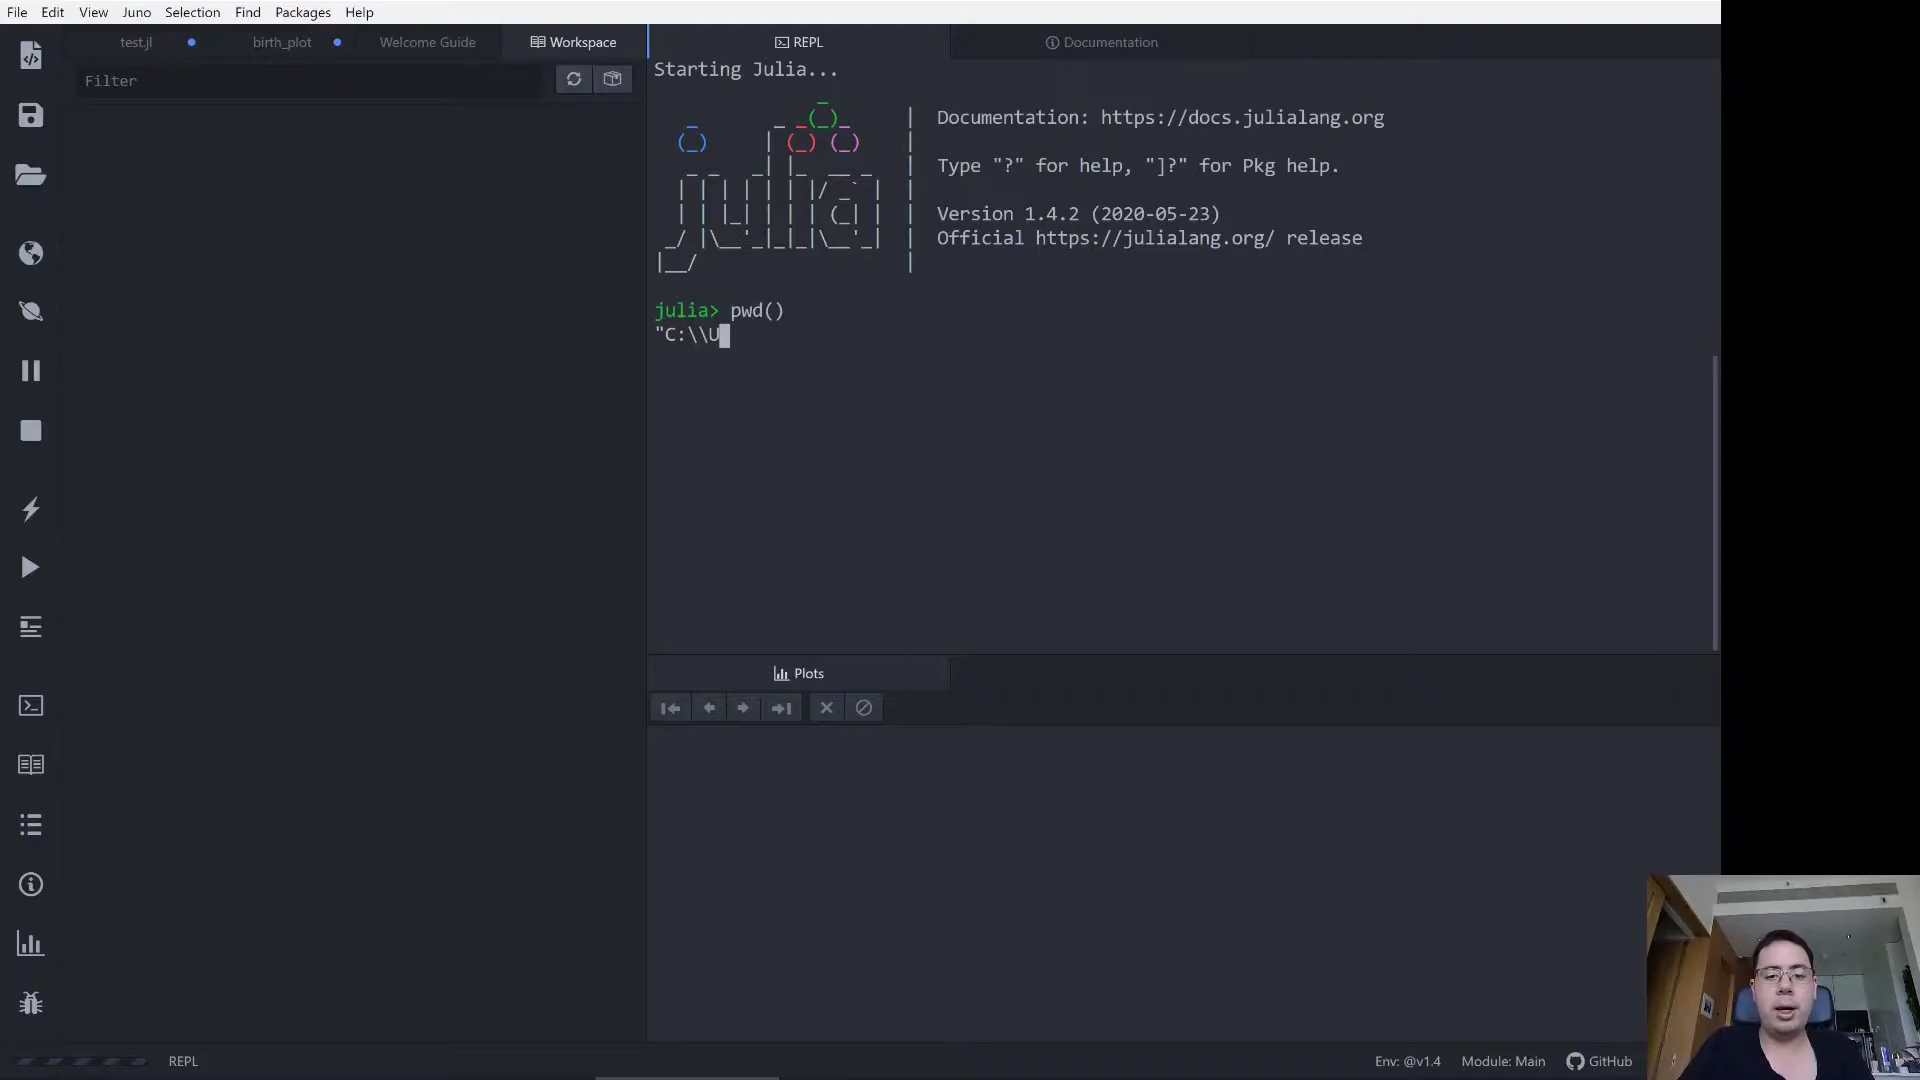 File Edit View Juno Selection Find Packages Help
test.jl birth_plot Welcome Guide Workspace REPL Documentation
Filter
Starting Julia...
Documentation: https://docs.julialang.org
Type "?" for help, "]?" for Pkg help.
Version 1.4.2 (2020-05-23)
Official https://julialang.org/ release
julia> pwd()
"C:\\U
Plots
REPL Env: @v1.4 Module: Main GitHub